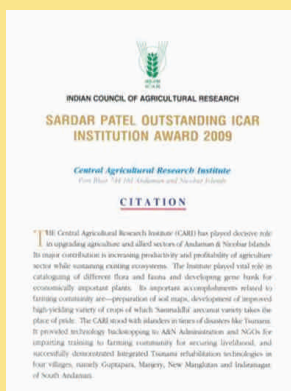 INDIAN COUNCIL OF AGRICULTURAL RESEARCH
SARDAR PATEL OUTSTANDING ICAR
INSTITUTION AWARD 2009
Central Agricultural Research Institute
Port Blair 744 101 Andaman and Nicobar Islands
CITATION
THE Central Agricultural Research Institute (CARI) has played decisive role
in upgrading agriculture and allied sectors of Andaman & Nicobar Islands.
Its major contribution is increasing productivity and profitability of agriculture
sector while sustaining existing ecosystems. The Institute played vital role in
cataloguing of different flora and fauna and developing gene bank for
economically important plants. Its important accomplishments related to
farming community are—preparation of soil maps, development of improved
high-yielding variety of crops of which 'Samruddhi' arecanut variety takes the
place of pride. The CARI stood with islanders in times of disasters like Tsunami.
It provided technology backstopping to A&N Administration and NGOs for
imparting training to farming community for securing livelihood, and
successfully demonstrated Integrated Tsunami rehabilitation technologies in
four villages, namely Guptapara, Manjery, New Manglutan and Indiranagar
of South Andaman.